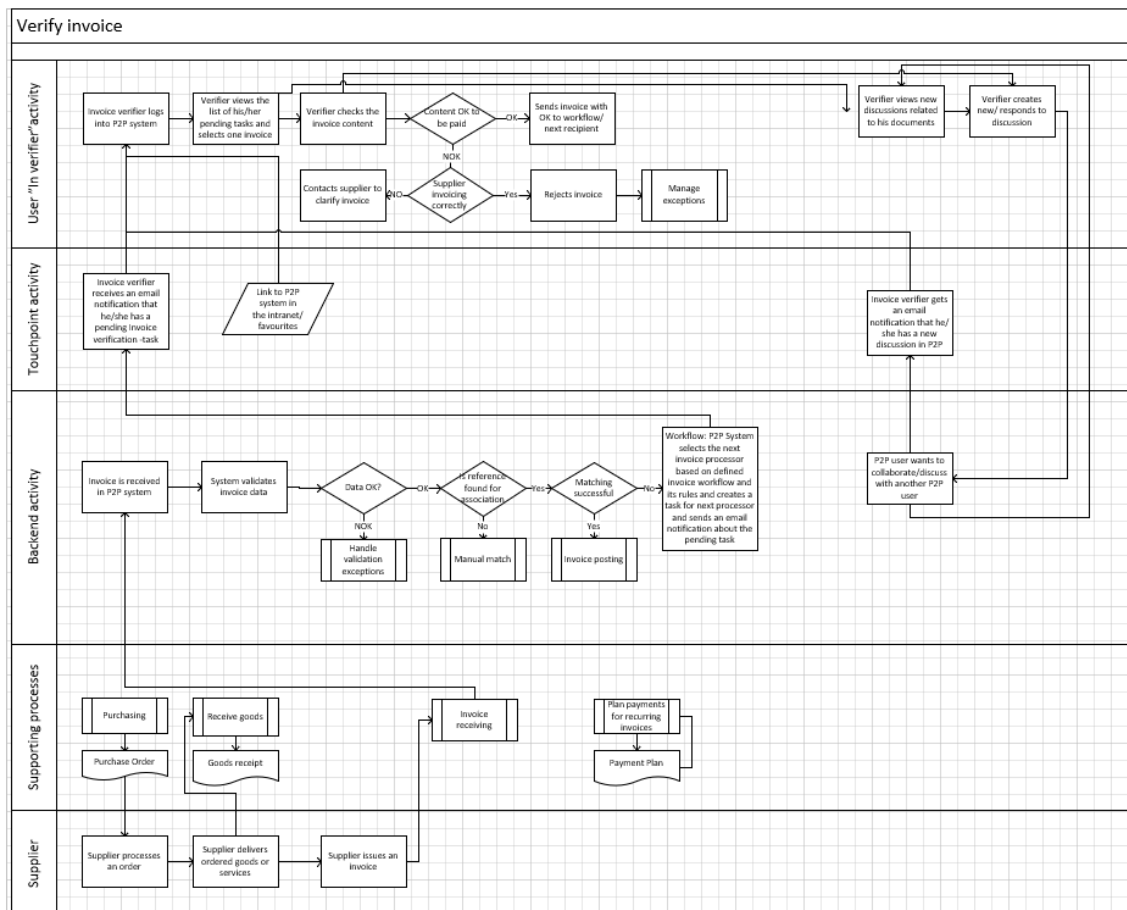 Verify invoice
User "In verifier" activity
Invoice verifier logs
into P2P system
Verifier views the
list of his/her
pending tasks and
selects one invoice
Verifier checks the
invoice content
Content OK to
be paid
OK
Sends invoice with
OK to workflow/
next recipient
Verifier views new
discussions related
to his documents
Verifier creates
new/ responds to
discussion
NOK
Contacts supplier to
clarify invoice
NO
Supplier
invoicing
correctly
Yes
Rejects invoice
Manage
exceptions
Touchpoint activity
Invoice verifier
receives an email
notification that
he/she has a
pending Invoice
verification -task
Link to P2P
system in
the intranet/
favourites
Invoice verifier gets
an email
notification that he/
she has a new
discussion in P2P
Backend activity
Invoice is received
in P2P system
System validates
invoice data
Data OK?
OK
Is reference
found for
association
Yes
Matching
successful
No
Workflow: P2P System
selects the next
invoice processor
based on defined
invoice workflow and
its rules and creates a
task for next processor
and sends an email
notification about the
pending task
P2P user wants to
collaborate/discuss
with another P2P
user
NOK
No
Yes
Handle
validation
exceptions
Manual match
Invoice posting
Supporting processes
Purchasing
Receive goods
Invoice
receiving
Plan payments
for recurring
invoices
Purchase Order
Goods receipt
Payment Plan
Supplier
Supplier processes
an order
Supplier delivers
ordered goods or
services
Supplier issues an
invoice